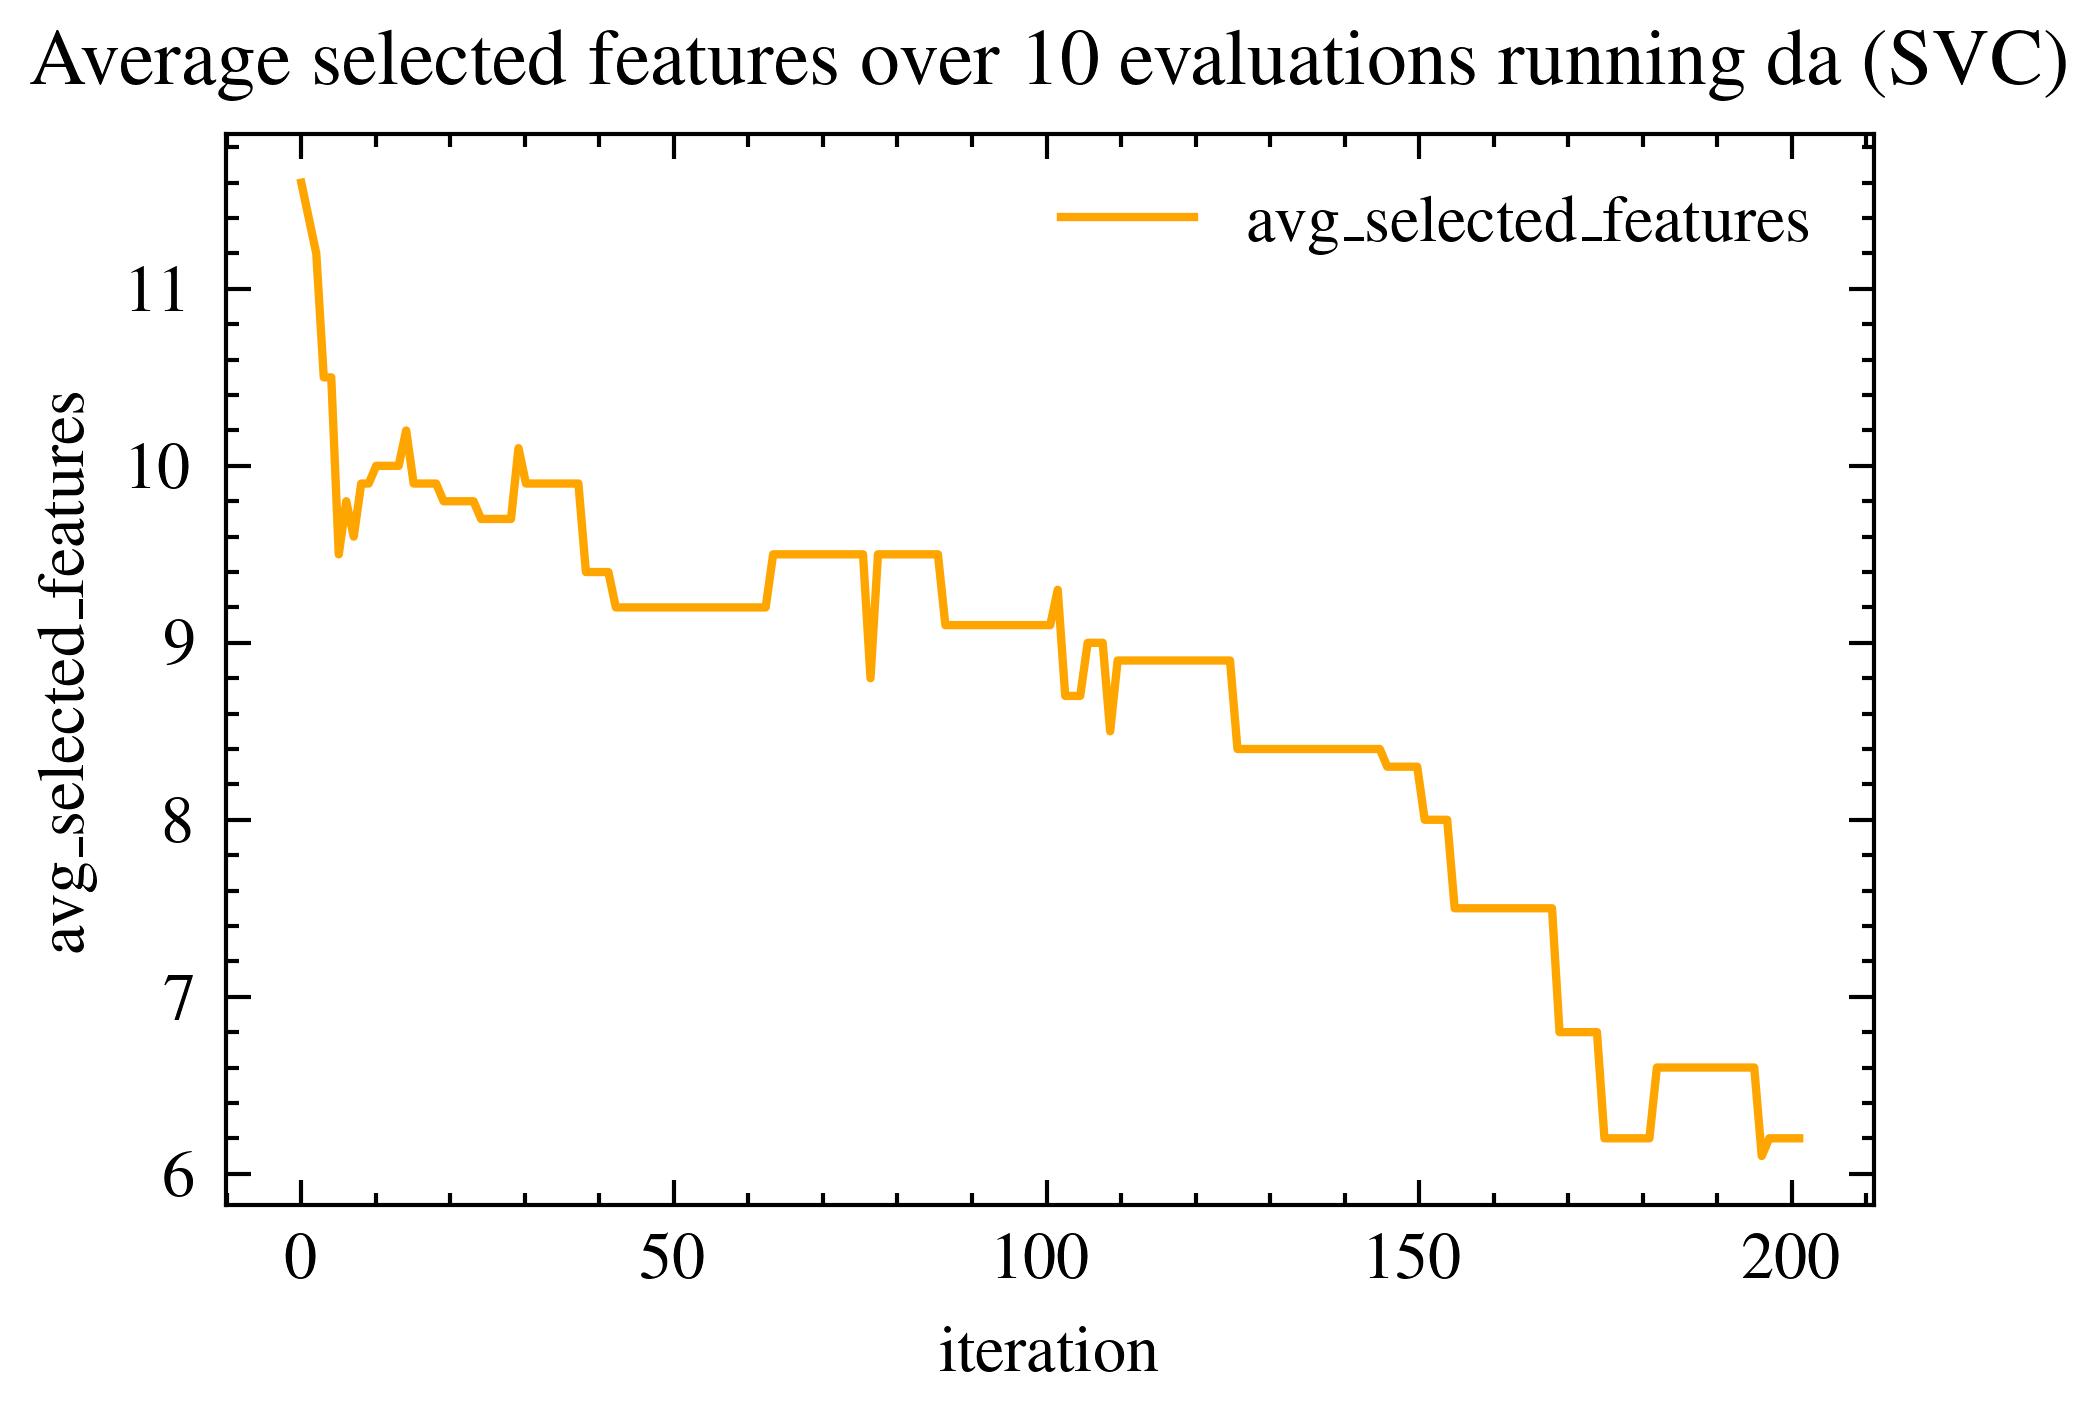 Average selected features over 10 evaluations running da (SVC)
avg_selected_features
11
10
9
8
7
6
avg_selected_features
0 50 100 150 200
iteration